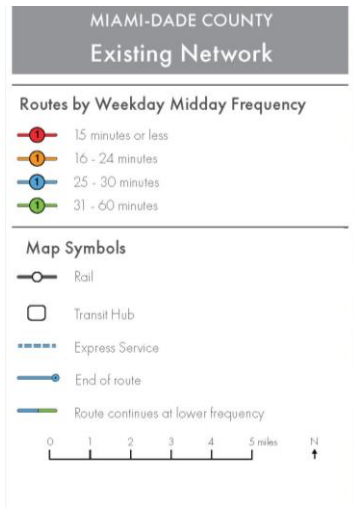 MIAMI-DADE COUNTY
Existing Network
Routes by Weekday Midday Frequency
1 15 minutes or less
1 16 - 24 minutes
1 25 - 30 minutes
1 31 - 60 minutes
Map Symbols
Rail
Transit Hub
Express Service
End of route
Route continues at lower frequency
0 1 2 3 4 5 miles N